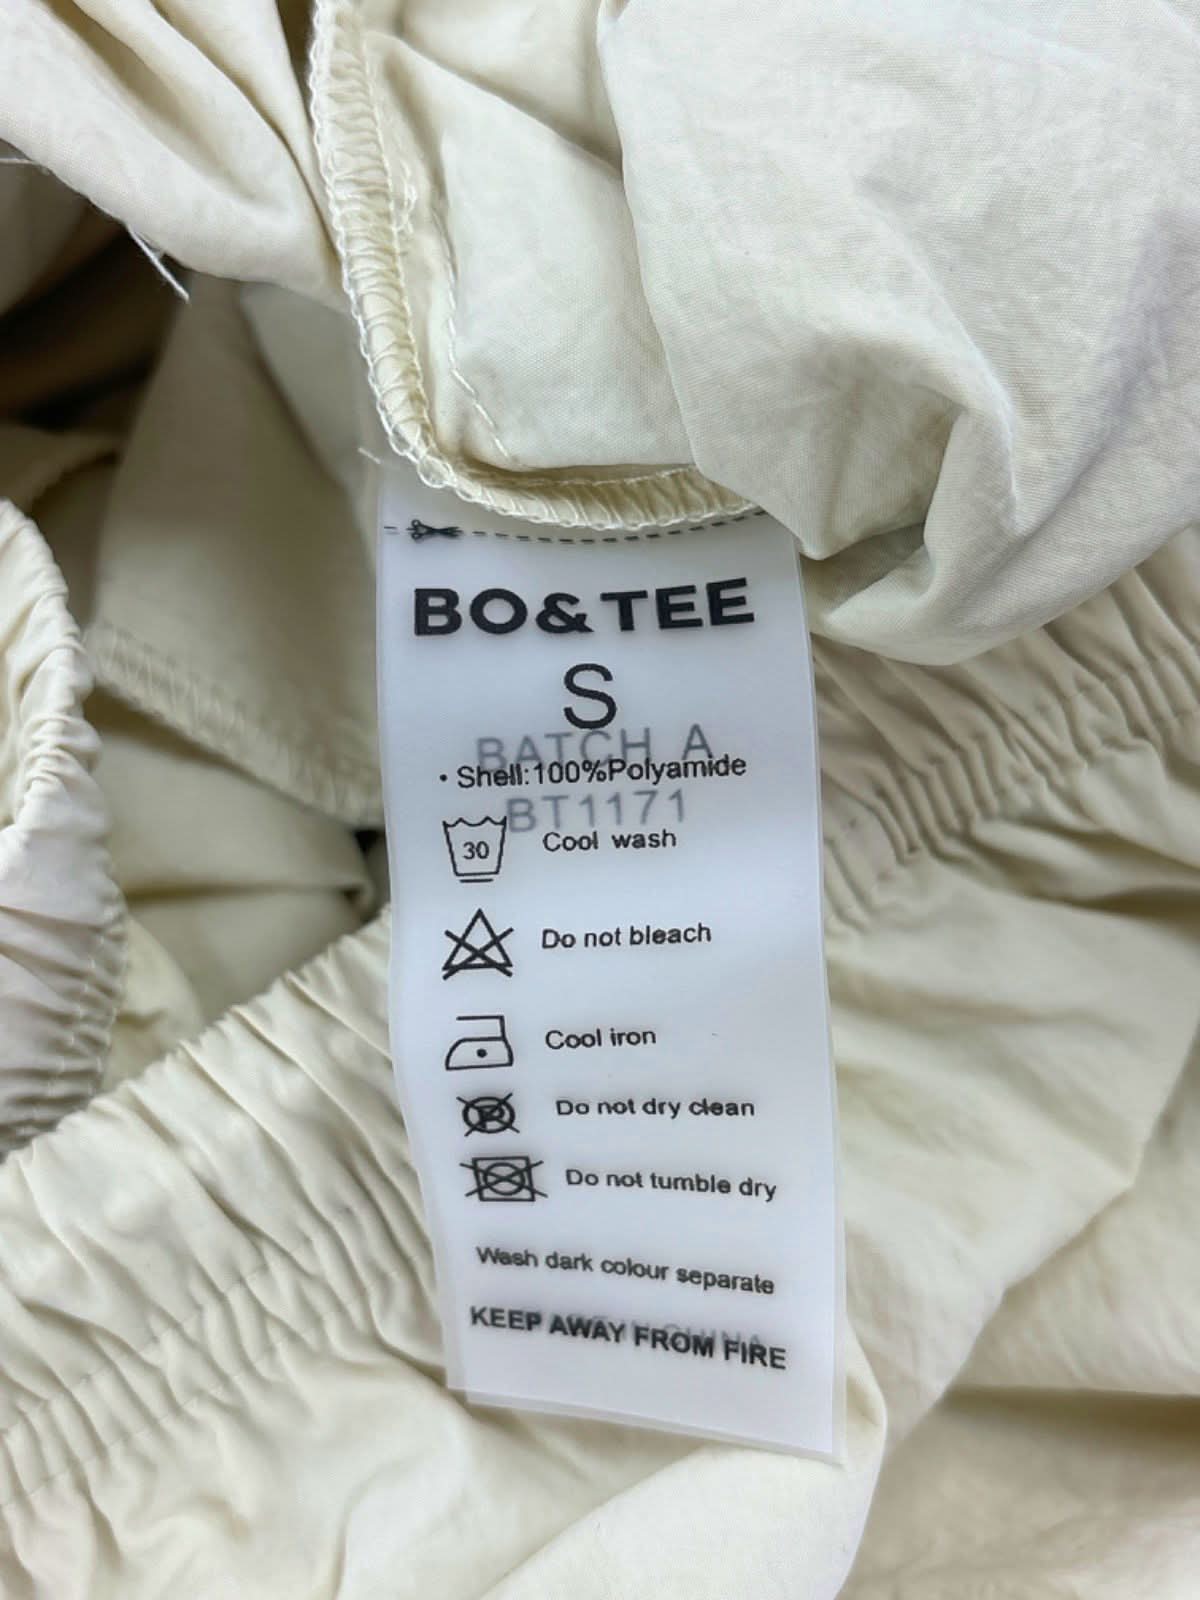 BO&TEE
S
BATCH A
• Shell:100%Polyamide
BT1171
30 Cool wash
Do not bleach
Cool iron
P Do not dry clean
Do not tumble dry
Wash dark colour separate
KEEP AWAY FROM FIRE